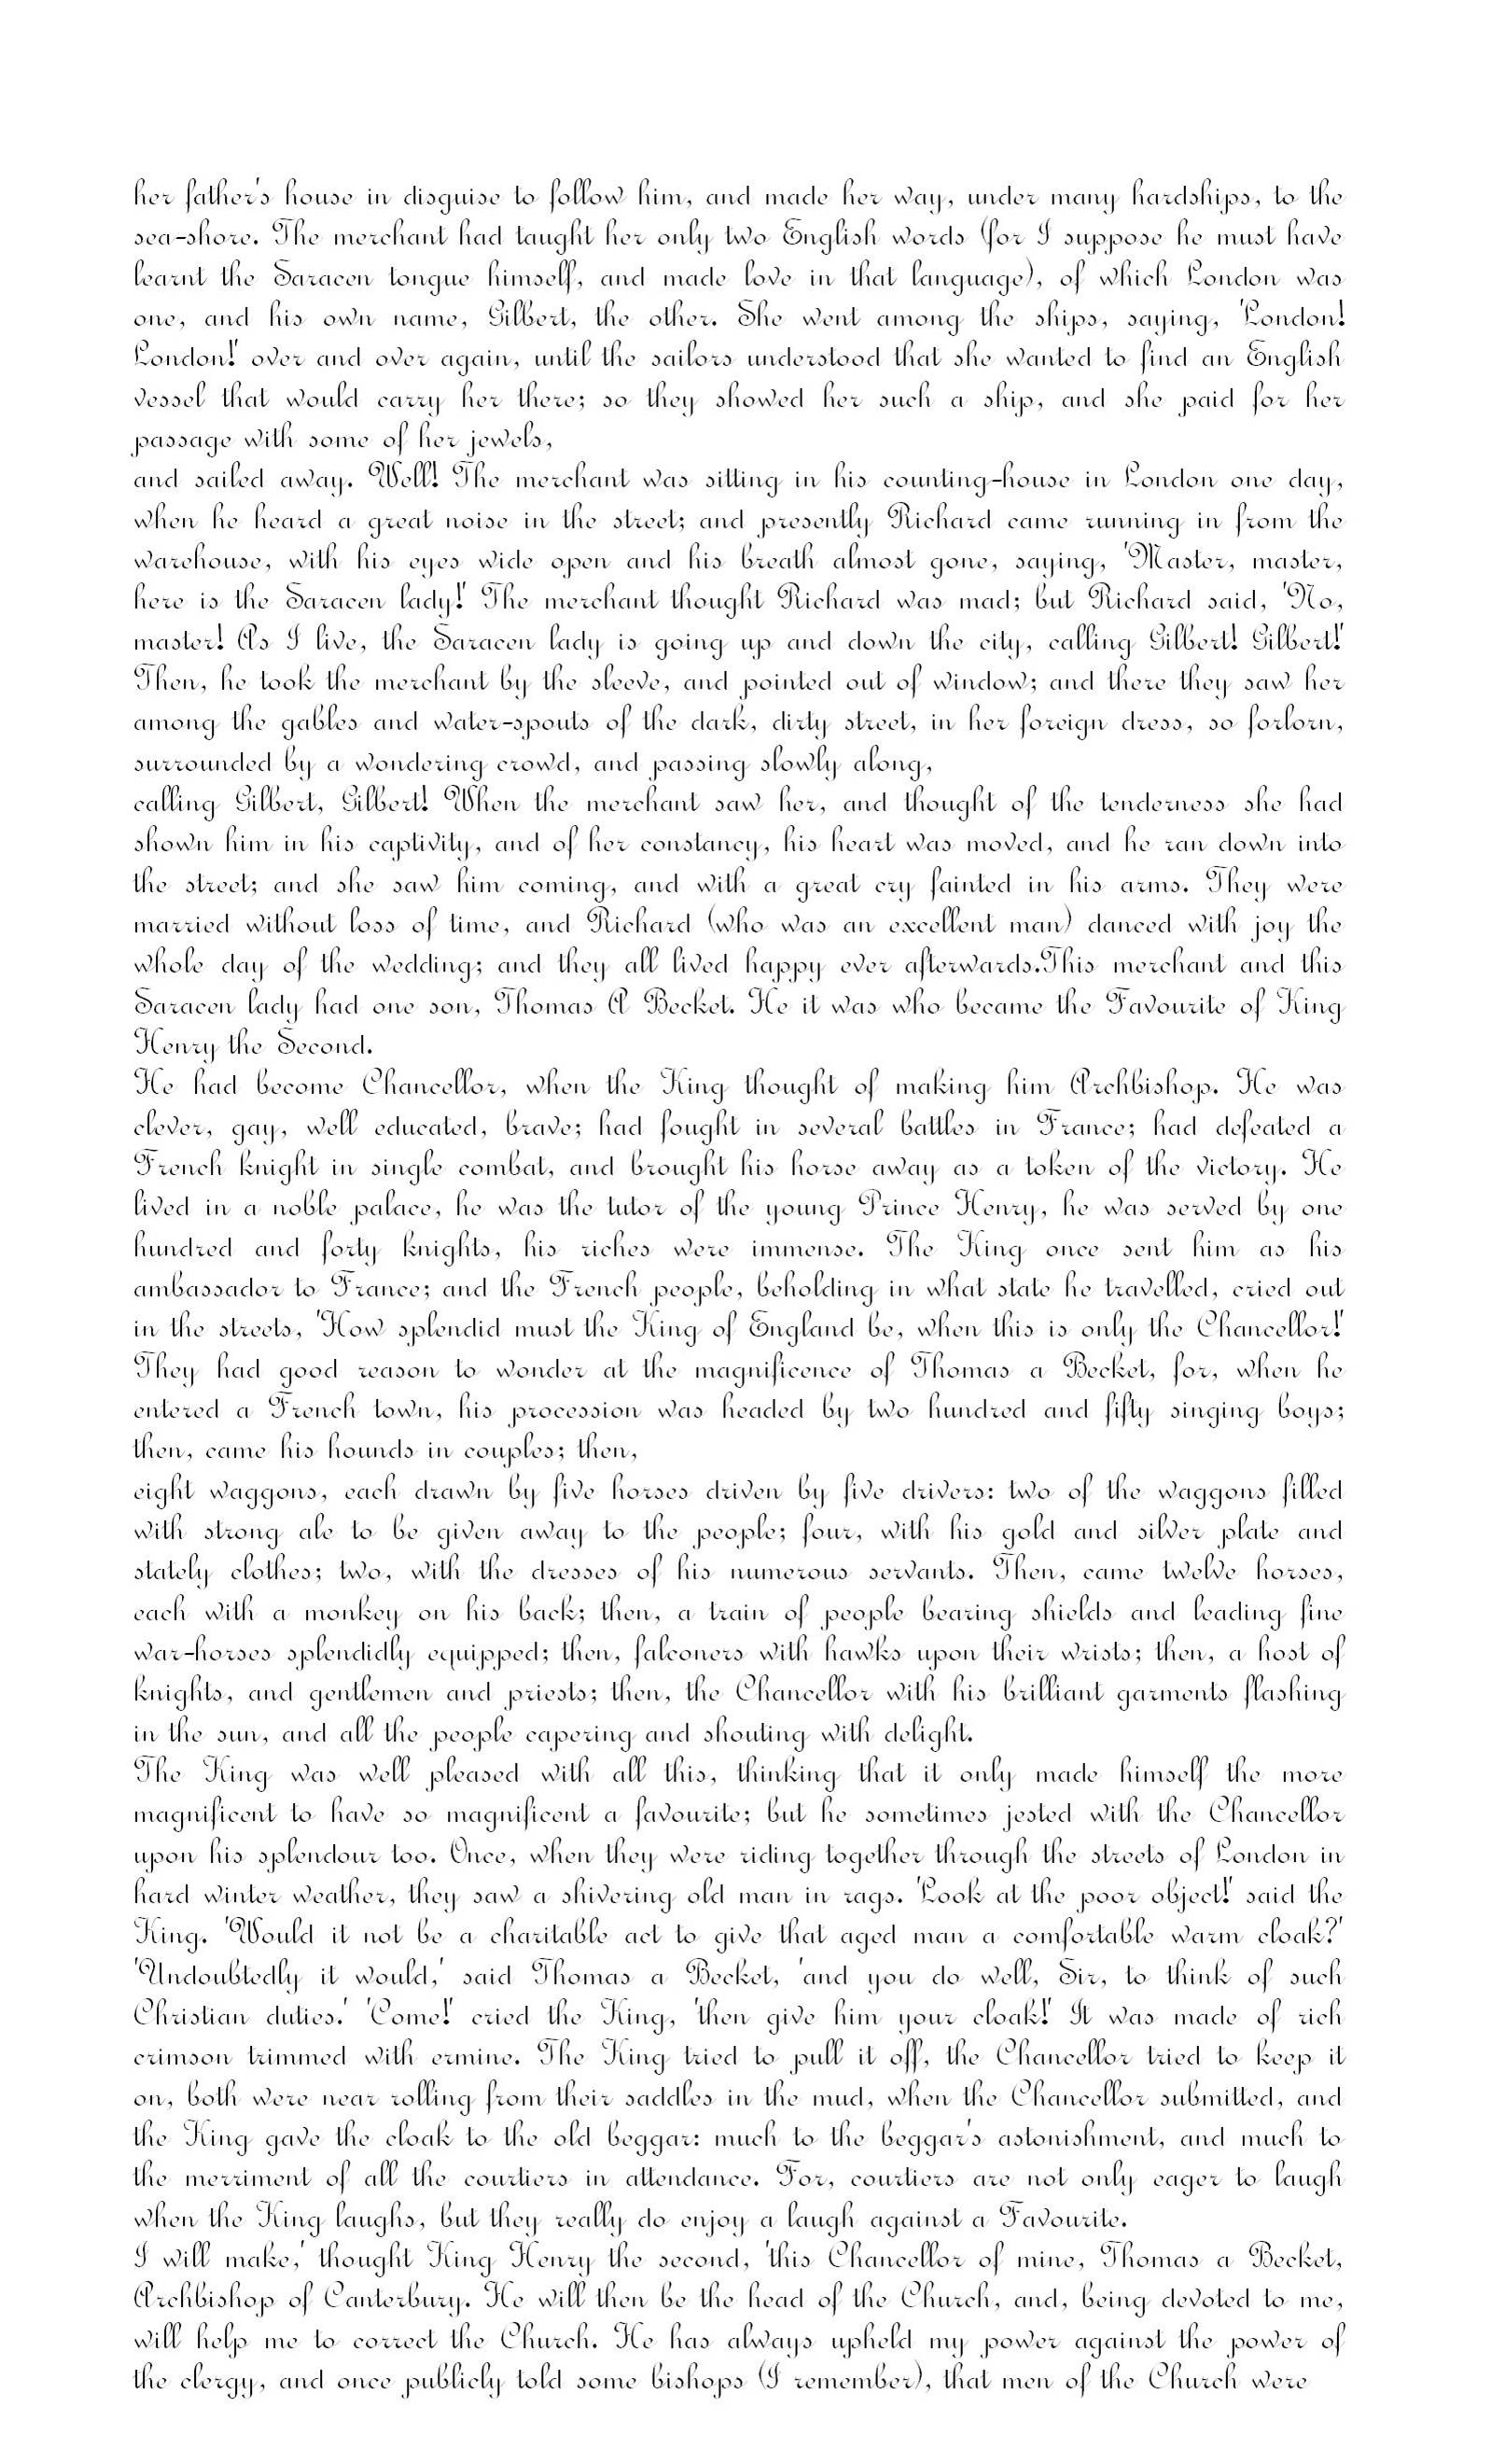 her father's house in disguise to follow him, and made her way, under many hardships, to the
sea-shore. The merchant had taught her only two English words (for I suppose he must have
learnt the Saracen tongue himself, and made love in that language), of which London was
one, and his own name, Gilbert, the other. She went among the ships, saying, 'London!
London!' over and over again, until the sailors understood that she wanted to find an English
vessel that would carry her there; so they showed her such a ship, and she paid for her
passage with some of her jewels,
and sailed away. Well! The merchant was sitting in his counting-house in London one day,
when he heard a great noise in the street; and presently Richard came running in from the
warehouse, with his eyes wide open and his breath almost gone, saying, 'Master, master,
here is the Saracen lady!' The merchant thought Richard was mad; but Richard said, 'No,
master! As I live, the Saracen lady is going up and down the city, calling Gilbert! Gilbert!'
Then, he took the merchant by the sleeve, and pointed out of window; and there they saw her
among the gables and water-spouts of the dark, dirty street, in her foreign dress, so forlorn,
surrounded by a wondering crowd, and passing slowly along,
calling Gilbert, Gilbert! When the merchant saw her, and thought of the tenderness she had
shown him in his captivity, and of her constancy, his heart was moved, and he ran down into
the street; and she saw him coming, and with a great cry fainted in his arms. They were
married without loss of time, and Richard (who was an excellent man) danced with joy the
whole day of the wedding; and they all lived happy ever afterwards.This merchant and this
Saracen lady had one son, Thomas A Becket. He it was who became the Favourite of King
Henry the Second.
He had become Chancellor, when the King thought of making him Archbishop. He was
clever, gay, well educated, brave; had fought in several battles in France; had defeated a
French knight in single combat, and brought his horse away as a token of the victory. He
lived in a noble palace, he was the tutor of the young Prince Henry, he was served by one
hundred and forty knights, his riches were immense. The King once sent him as his
ambassador to France; and the French people, beholding in what state he travelled, cried out
in the streets, 'How splendid must the King of England be, when this is only the Chancellor!'
They had good reason to wonder at the magnificence of Thomas a Becket, for, when he
entered a French town, his procession was headed by two hundred and fifty singing boys;
then, came his hounds in couples; then,
eight waggons, each drawn by five horses driven by five drivers: two of the waggons filled
with strong ale to be given away to the people; four, with his gold and silver plate and
stately clothes; two, with the dresses of his numerous servants. Then, came twelve horses,
each with a monkey on his back; then, a train of people bearing shields and leading fine
war-horses splendidly equipped; then, falconers with hawks upon their wrists; then, a host of
knights, and gentlemen and priests; then, the Chancellor with his brilliant garments flashing
in the sun, and all the people capering and shouting with delight.
The King was well pleased with all this, thinking that it only made himself the more
magnificent to have so magnificent a favourite; but he sometimes jested with the Chancellor
upon his splendour too. Once, when they were riding together through the streets of London in
hard winter weather, they saw a shivering old man in rags. 'Look at the poor object!' said the
King. 'Would it not be a charitable act to give that aged man a comfortable warm cloak?'
'Undoubtedly it would,' said Thomas a Becket, 'and you do well, Sir, to think of such
Christian duties.' 'Come!' cried the King, 'then give him your cloak!' It was made of rich
crimson trimmed with ermine. The King tried to pull it off, the Chancellor tried to keep it
on, both were near rolling from their saddles in the mud, when the Chancellor submitted, and
the King gave the cloak to the old beggar: much to the beggar's astonishment, and much to
the merriment of all the courtiers in attendance. For, courtiers are not only eager to laugh
when the King laughs, but they really do enjoy a laugh against a Favourite.
I will make,' thought King Henry the second, 'this Chancellor of mine, Thomas a Becket,
Archbishop of Canterbury. He will then be the head of the Church, and, being devoted to me,
will help me to correct the Church. He has always upheld my power against the power of
the clergy, and once publicly told some bishops (I remember), that men of the Church were